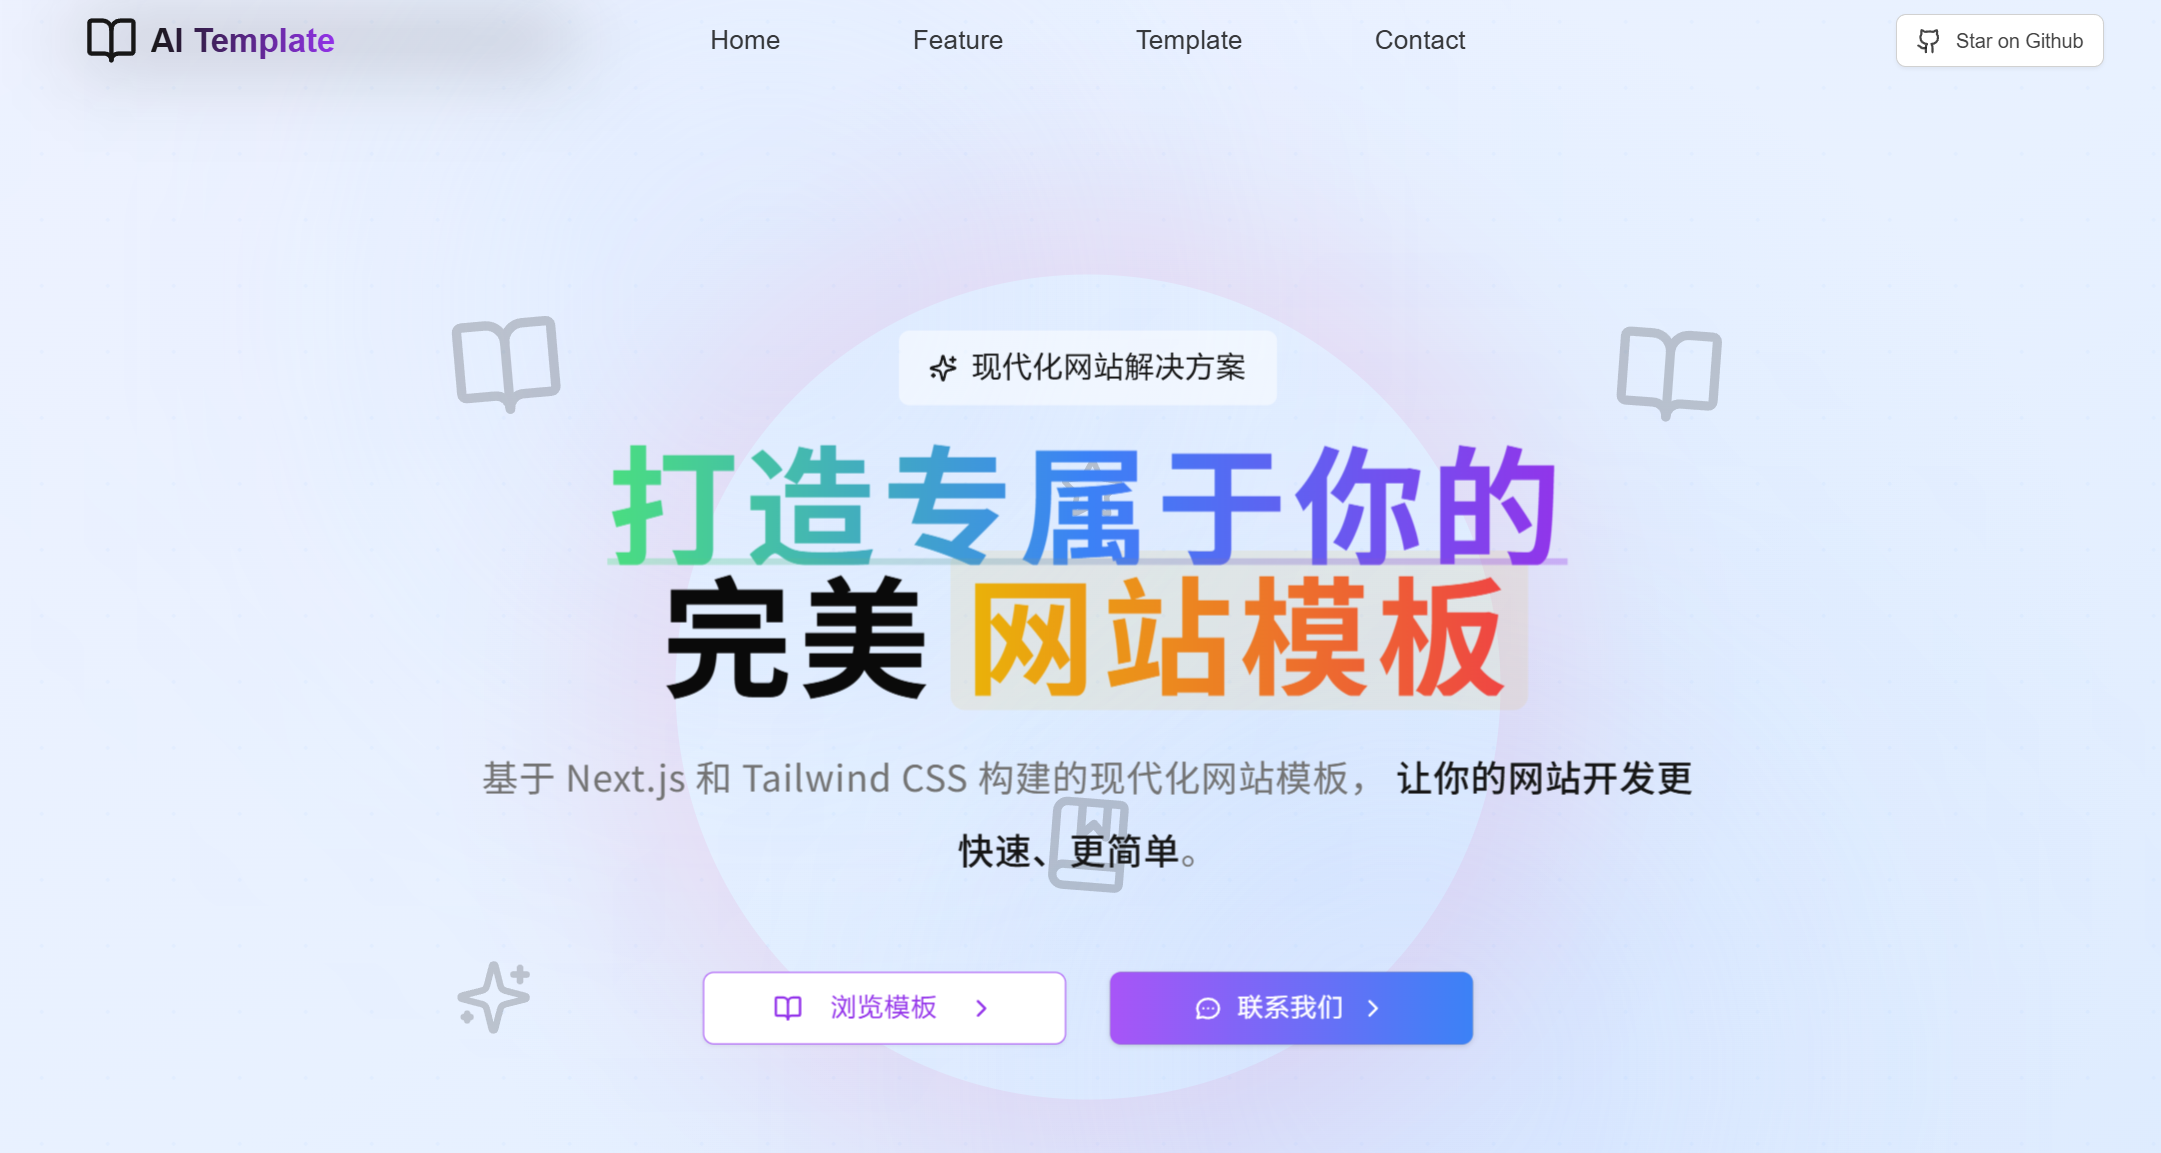 AI Template
Home
Feature
Template
Contact
Star on Github
现代化网站解决方案
打造专属于你的
完美 网站模板
基于 Next.js 和 Tailwind CSS 构建的现代化网站模板， 让你的网站开发更
快速、更简单。
浏览模板
联系我们